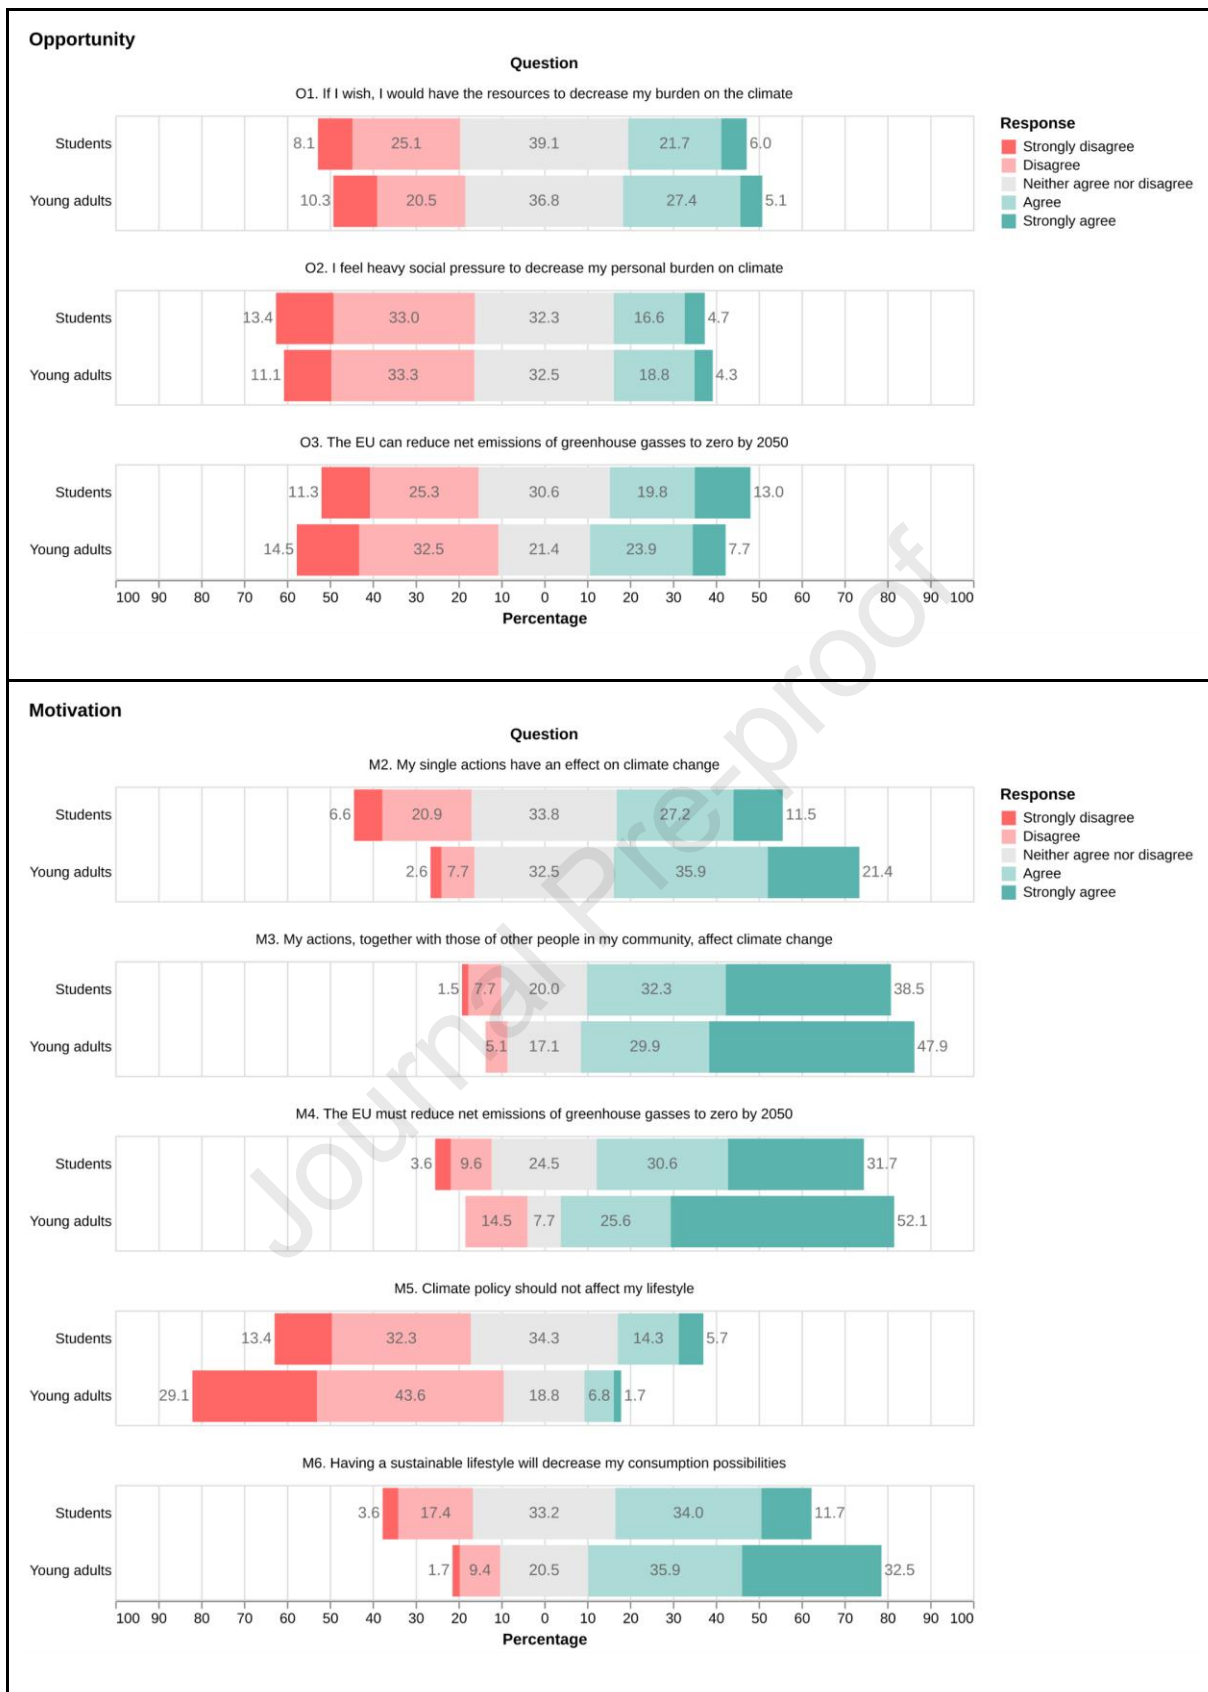 Opportunity
Question
O1. If I wish, I would have the resources to decrease my burden on the climate
Students 8.1 25.1 39.1 21.7 6.0
Young adults 10.3 20.5 36.8 27.4 5.1
Response
Strongly disagree
Disagree
Neither agree nor disagree
Agree
Strongly agree
O2. I feel heavy social pressure to decrease my personal burden on climate
Students 13.4 33.0 32.3 16.6 4.7
Young adults 11.1 33.3 32.5 18.8 4.3
O3. The EU can reduce net emissions of greenhouse gasses to zero by 2050
Students 11.3 25.3 30.6 19.8 13.0
Young adults 14.5 32.5 21.4 23.9 7.7
100 90 80 70 60 50 40 30 20 10 0 10 20 30 40 50 60 70 80 90 100
Percentage
Motivation
Question
M2. My single actions have an effect on climate change
Students 6.6 20.9 33.8 27.2 11.5
Young adults 2.6 7.7 32.5 35.9 21.4
Response
Strongly disagree
Disagree
Neither agree nor disagree
Agree
Strongly agree
M3. My actions, together with those of other people in my community, affect climate change
Students 1.5 7.7 20.0 32.3 38.5
Young adults 5.1 17.1 29.9 47.9
M4. The EU must reduce net emissions of greenhouse gasses to zero by 2050
Students 3.6 9.6 24.5 30.6 31.7
Young adults 14.5 7.7 25.6 52.1
M5. Climate policy should not affect my lifestyle
Students 13.4 32.3 34.3 14.3 5.7
Young adults 29.1 43.6 18.8 6.8 1.7
M6. Having a sustainable lifestyle will decrease my consumption possibilities
Students 3.6 17.4 33.2 34.0 11.7
Young adults 1.7 9.4 20.5 35.9 32.5
100 90 80 70 60 50 40 30 20 10 0 10 20 30 40 50 60 70 80 90 100
Percentage
Journal Pre-proof